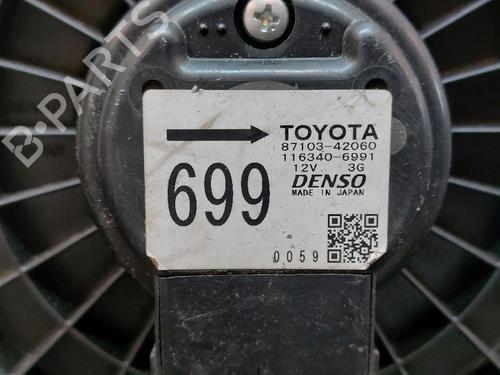 TOYOTA
87103-42060
116340-6991
12V 3G
699
DENSO
MADE IN JAPAN
0059
B-PARTS